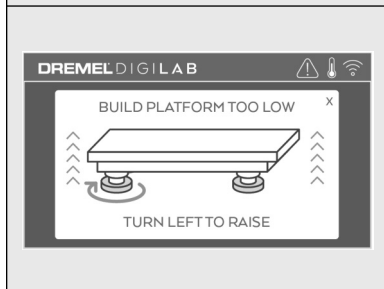 DREMEL DIGILAB
BUILD PLATFORM TOO LOW
X
TURN LEFT TO RAISE